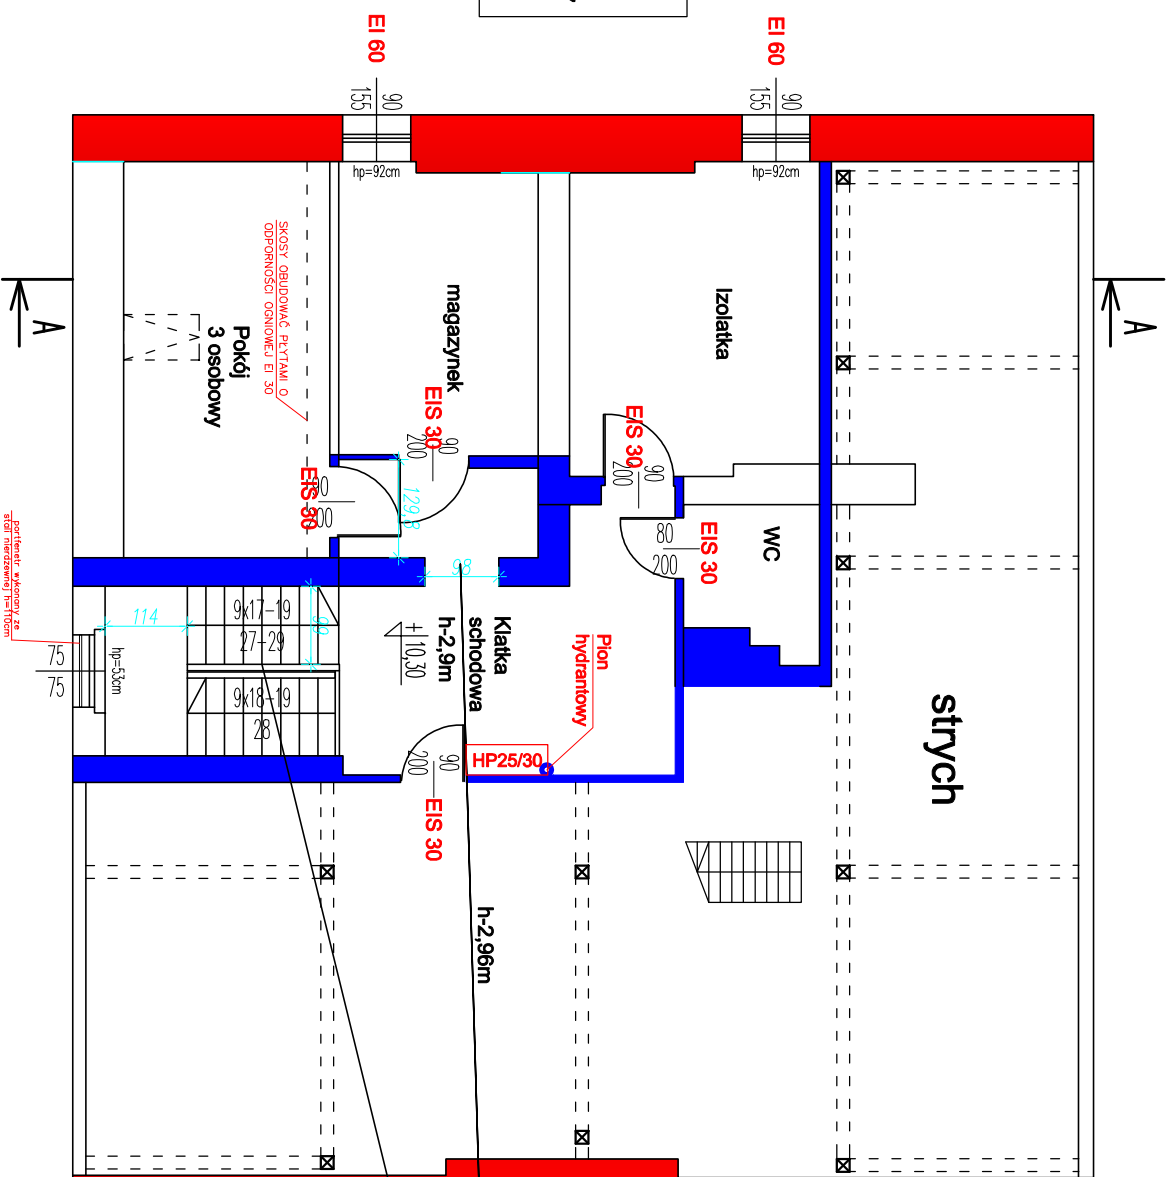 EI 60
90
155
hp=92cm
EI 60
90
155
hp=92cm
A
A
SKOSY OBUDOWAĆ PŁYTAMI O
ODPORNOŚCI OGNIOWEJ EI 30
Pokój
3 osobowy
magazynek
Izolatka
EIS 30
90
200
EIS 30
90
200
EIS 30
90
200
129,8
WC
EIS 30
80
200
98
portfenetr wykonany ze
stali nierdzewnej h=110cm
114
99
9x17-19
27-29
9x18-19
28
hp=53cm
75
75
+10,30
Klatka
schodowa
h-2,9m
Pion
hydrantowy
HP25/30
90
200
EIS 30
strych
h-2,96m